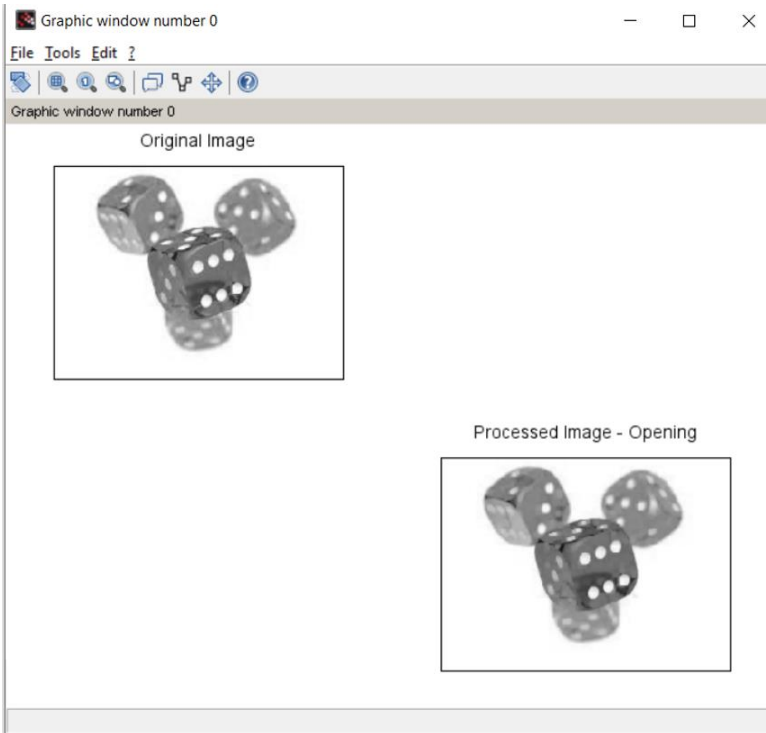 Graphic window number 0
File Tools Edit ?
Graphic window number 0
Original Image
Processed Image - Opening